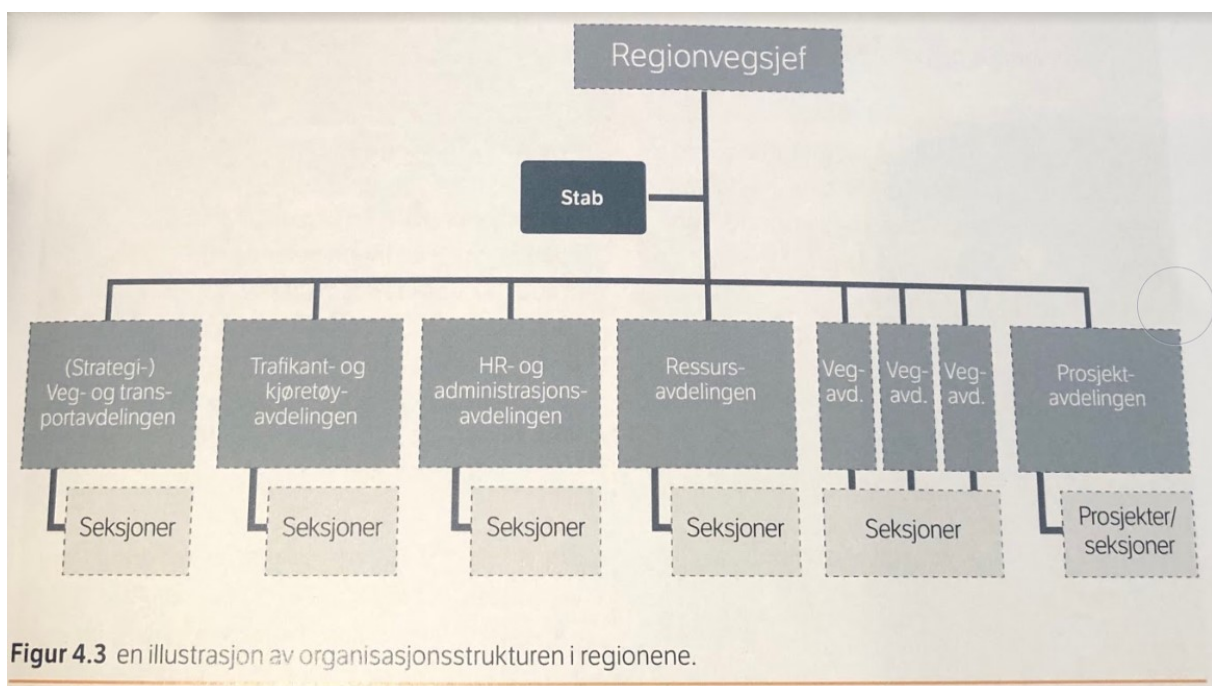 Regionvegsjef
Stab
(Strategi-)
Veg- og trans-
portavdelingen
Trafikant- og
kjøretøy-
avdelingen
HR- og
administrasjons-
avdelingen
Ressurs-
avdelingen
Veg-
avd.
Veg-
avd.
Veg-
avd.
Prosjekt-
avdelingen
Seksjoner
Seksjoner
Seksjoner
Seksjoner
Seksjoner
Prosjekter/
seksjoner
Figur 4.3 en illustrasjon av organisasjonsstrukturen i regionene.